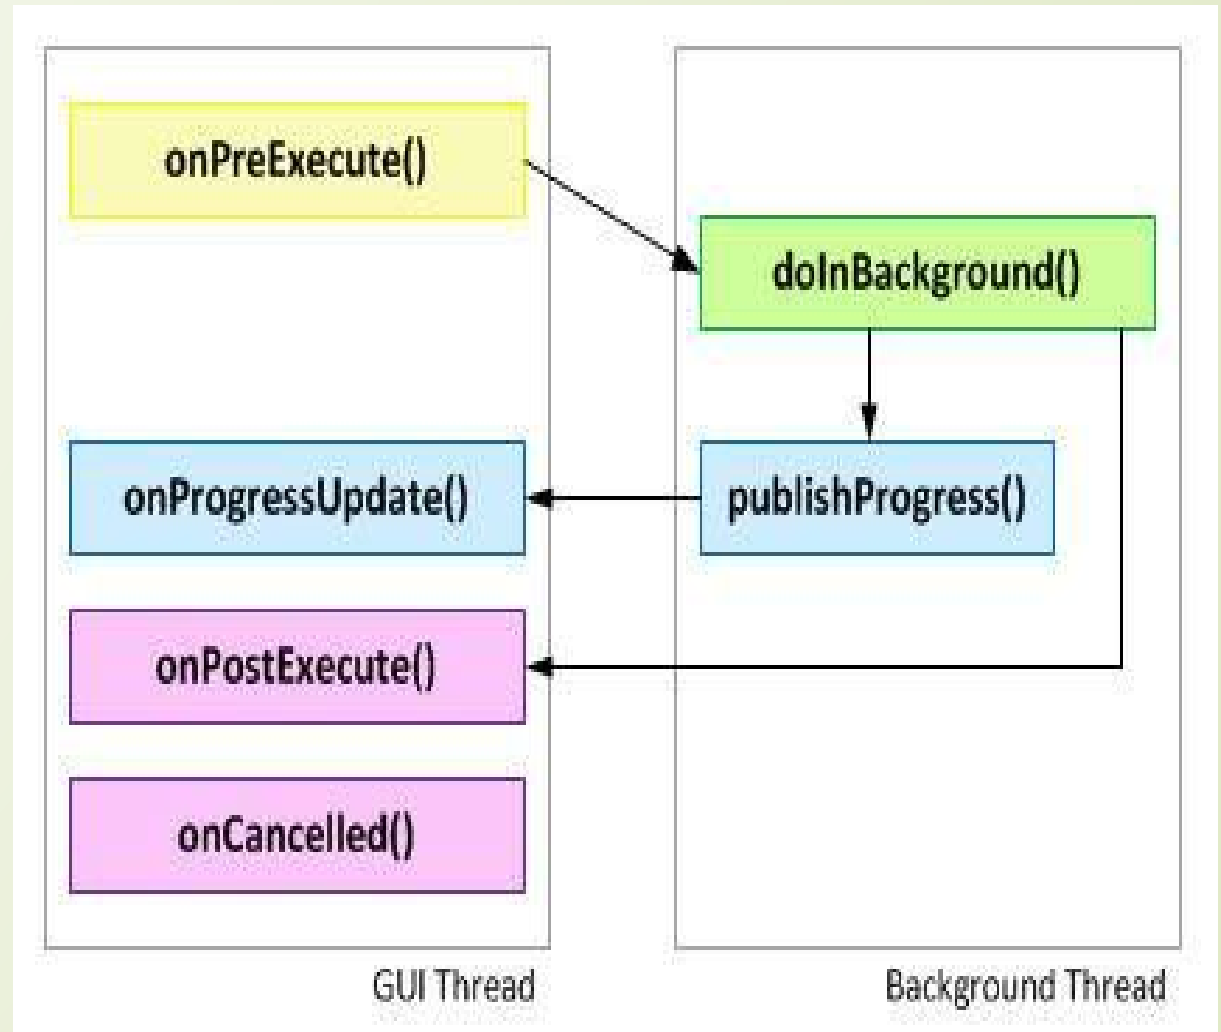 onPreExecute()
doInBackground()
onProgressUpdate()
publishProgress()
onPostExecute()
onCancelled()
GUI Thread
Background Thread